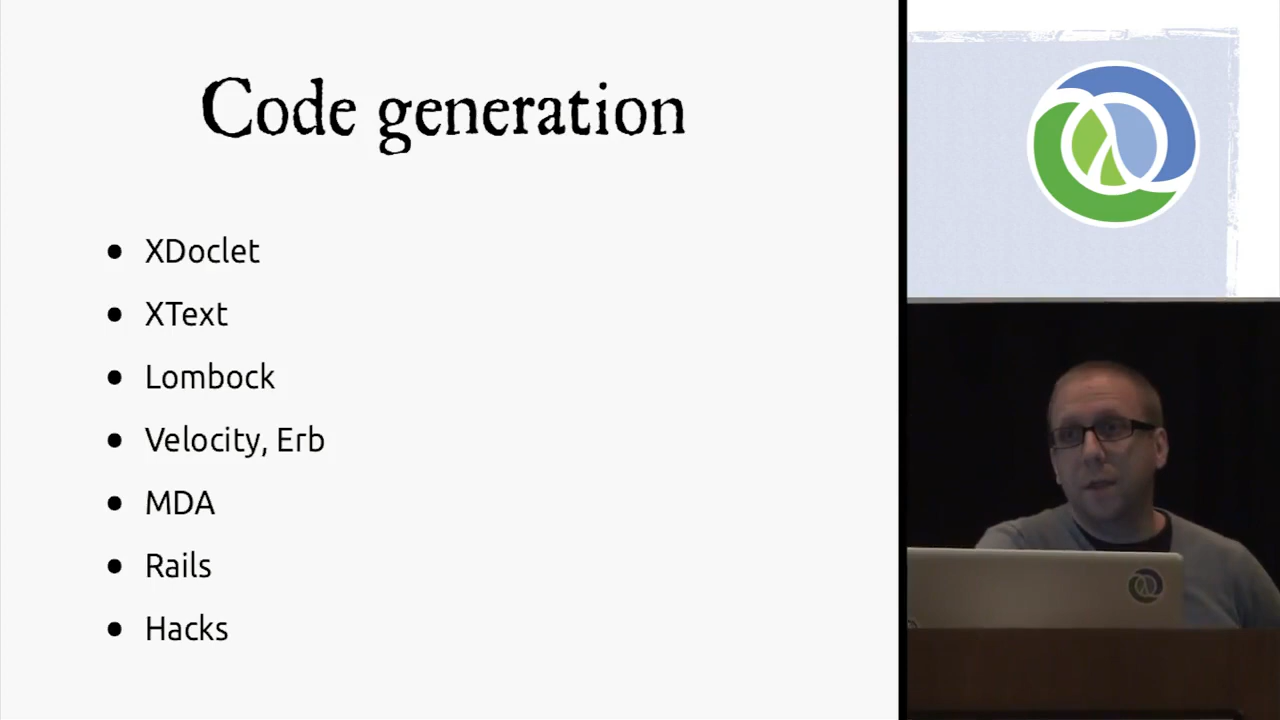 Code generation
• XDoclet
• XText
• Lombock
• Velocity, Erb
• MDA
• Rails
• Hacks